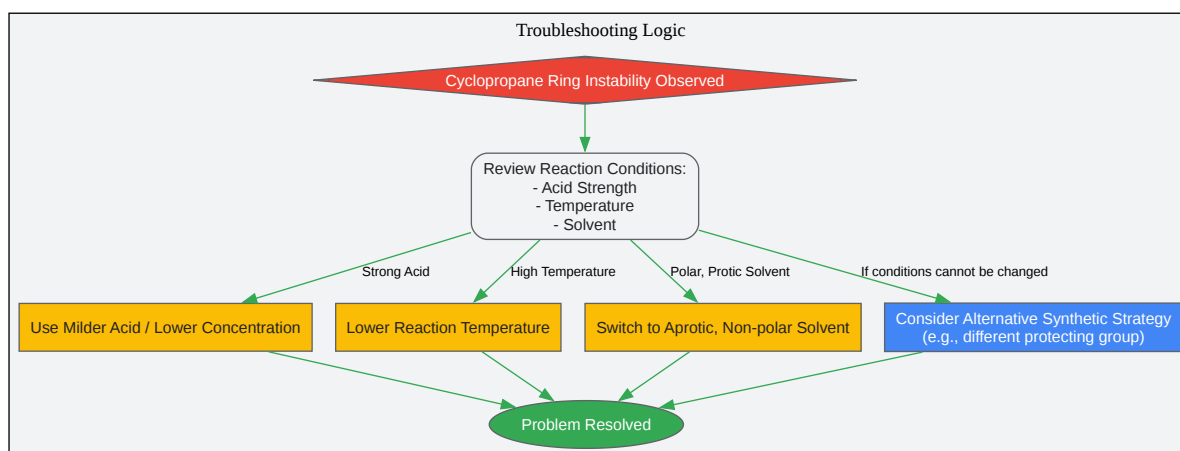 Troubleshooting Logic
Cyclopropane Ring Instability Observed
Review Reaction Conditions:
- Acid Strength
- Temperature
- Solvent
Strong Acid
High Temperature
Polar, Protic Solvent
If conditions cannot be changed
Use Milder Acid / Lower Concentration
Lower Reaction Temperature
Switch to Aprotic, Non-polar Solvent
Consider Alternative Synthetic Strategy
(e.g., different protecting group)
Problem Resolved